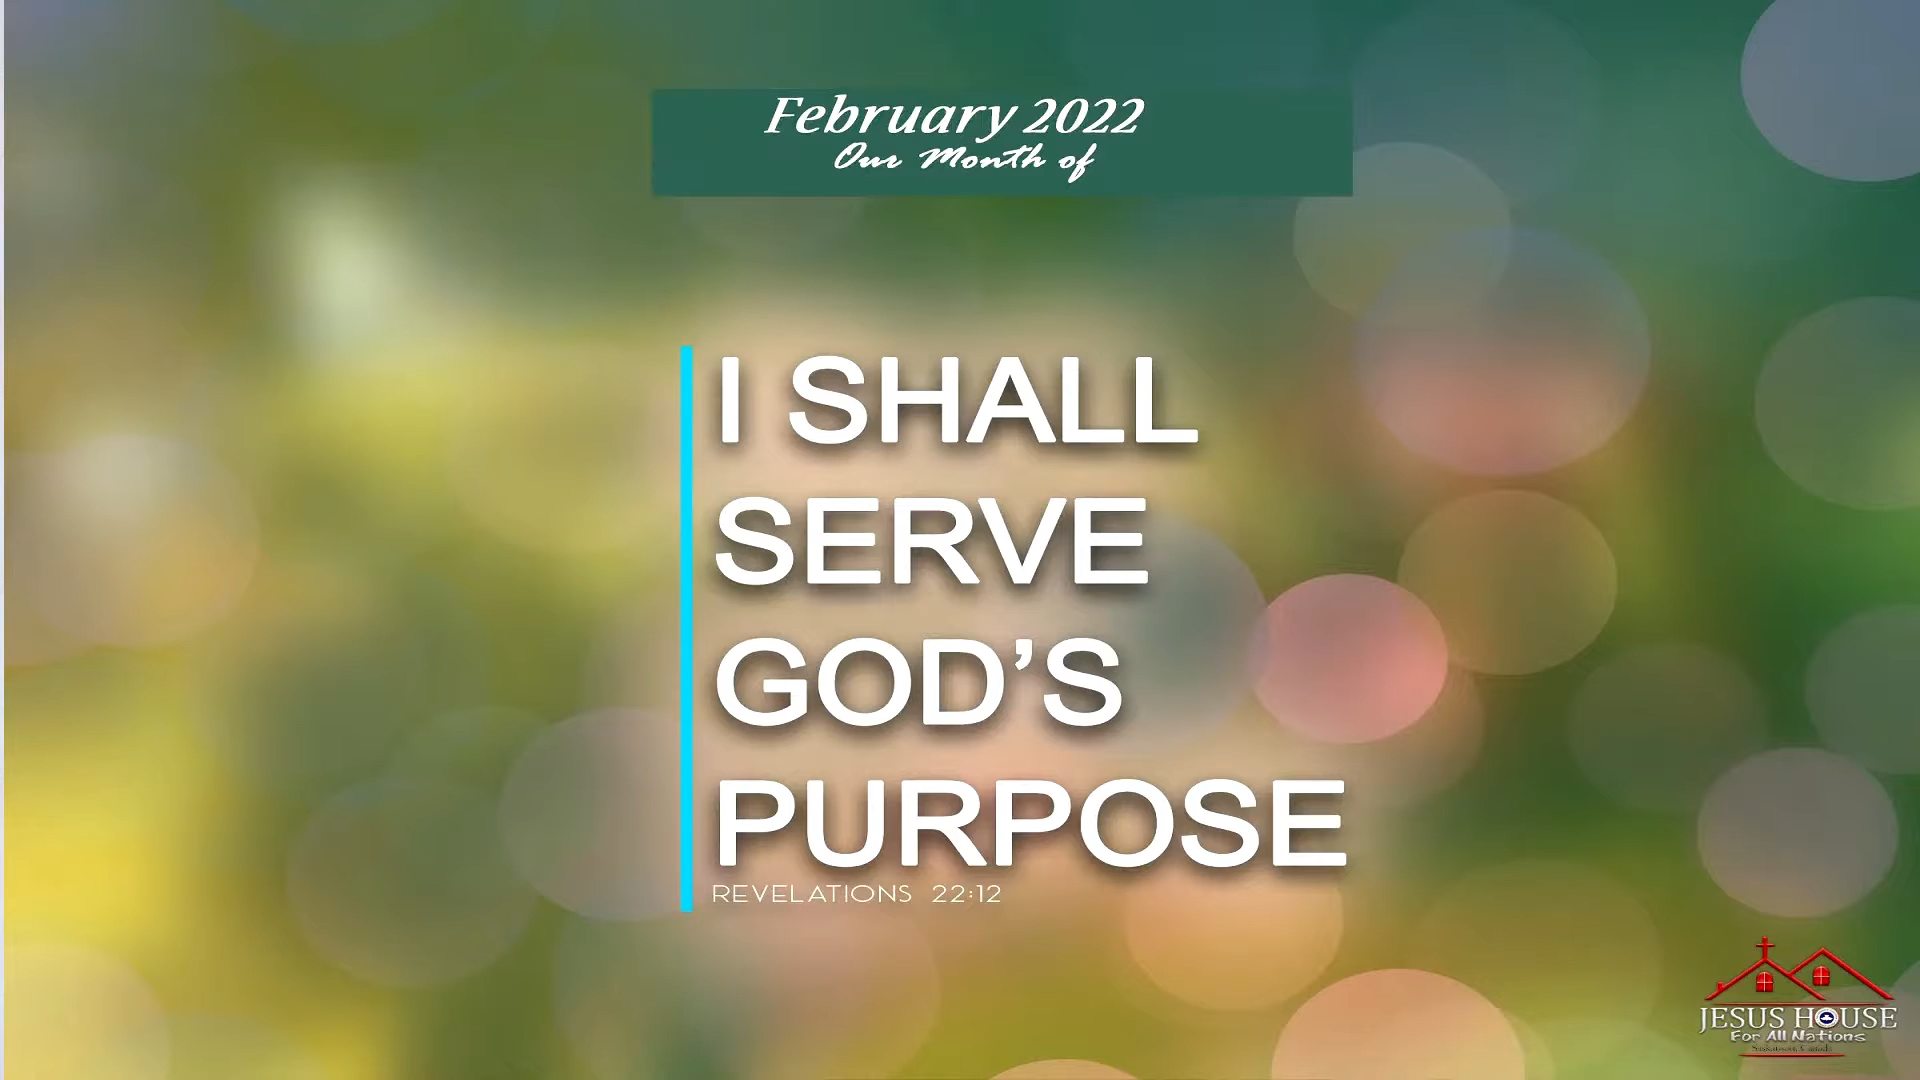 February 2022
Our Month of
I SHALL
SERVE
GOD’S
PURPOSE
REVELATIONS 22:12
JESUS HOUSE
For All Nations